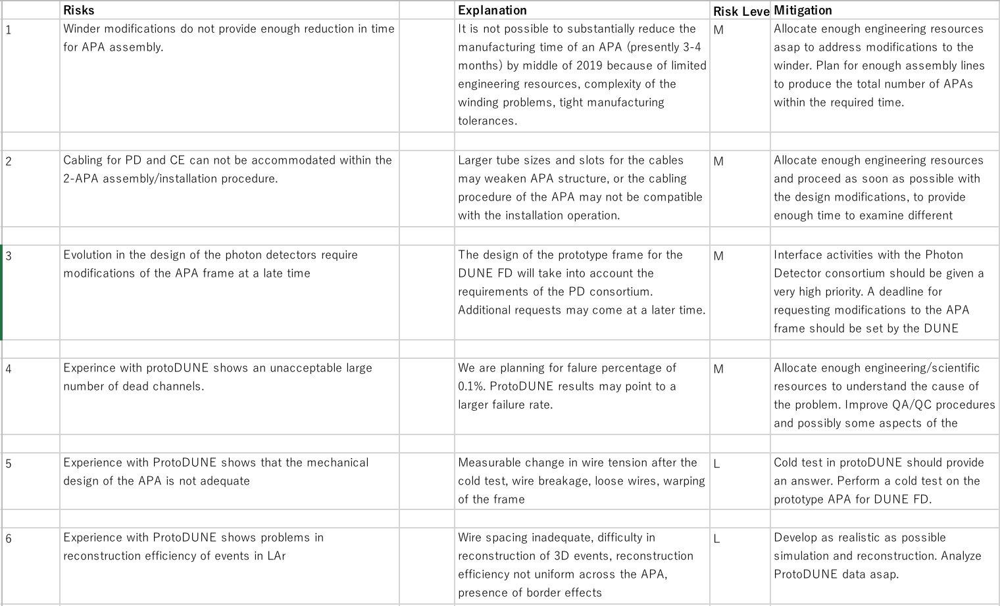 Risks
Explanation
Risk Leve
Mitigation
1
Winder modifications do not provide enough reduction in time
for APA assembly.
It is not possible to substantially reduce the
manufacturing time of an APA (presently 3-4
months) by middle of 2019 because of limited
engineering resources, complexity of the
winding problems, tight manufacturing
tolerances.
M
Allocate enough engineering resources
asap to address modifications to the
winder. Plan for enough assembly lines
to produce the total number of APAs
within the required time.
2
Cabling for PD and CE can not be accommodated within the
2-APA assembly/installation procedure.
Larger tube sizes and slots for the cables
may weaken APA structure, or the cabling
procedure of the APA may not be compatible
with the installation operation.
M
Allocate enough engineering resources
and proceed as soon as possible with
the design modifications, to provide
enough time to examine different
3
Evolution in the design of the photon detectors require
modifications of the APA frame at a late time
The design of the prototype frame for the
DUNE FD will take into account the
requirements of the PD consortium.
Additional requests may come at a later time.
M
Interface activities with the Photon
Detector consortium should be given a
very high priority. A deadline for
requesting modifications to the APA
frame should be set by the DUNE
4
Experince with protoDUNE shows an unacceptable large
number of dead channels.
We are planning for falure percentage of
0.1%. ProtoDUNE results may point to a
larger failure rate.
M
Allocate enough engineering/scientific
resources to understand the cause of
the problem. Improve QA/QC procedures
and possibly some aspects of the
5
Experience with ProtoDUNE shows that the mechanical
design of the APA is not adequate
Measurable change in wire tension after the
cold test, wire breakage, loose wires, warping
of the frame
L
Cold test in protoDUNE should provide
an answer. Perform a cold test on the
prototype APA for DUNE FD.
6
Experience with ProtoDUNE shows problems in
reconstruction efficiency of events in LAr
Wire spacing inadequate, difficulty in
reconstruction of 3D events, reconstruction
efficiency not uniform across the APA,
presence of border effects
L
Develop as realistic as possible
simulation and reconstruction. Analyze
ProtoDUNE data asap.